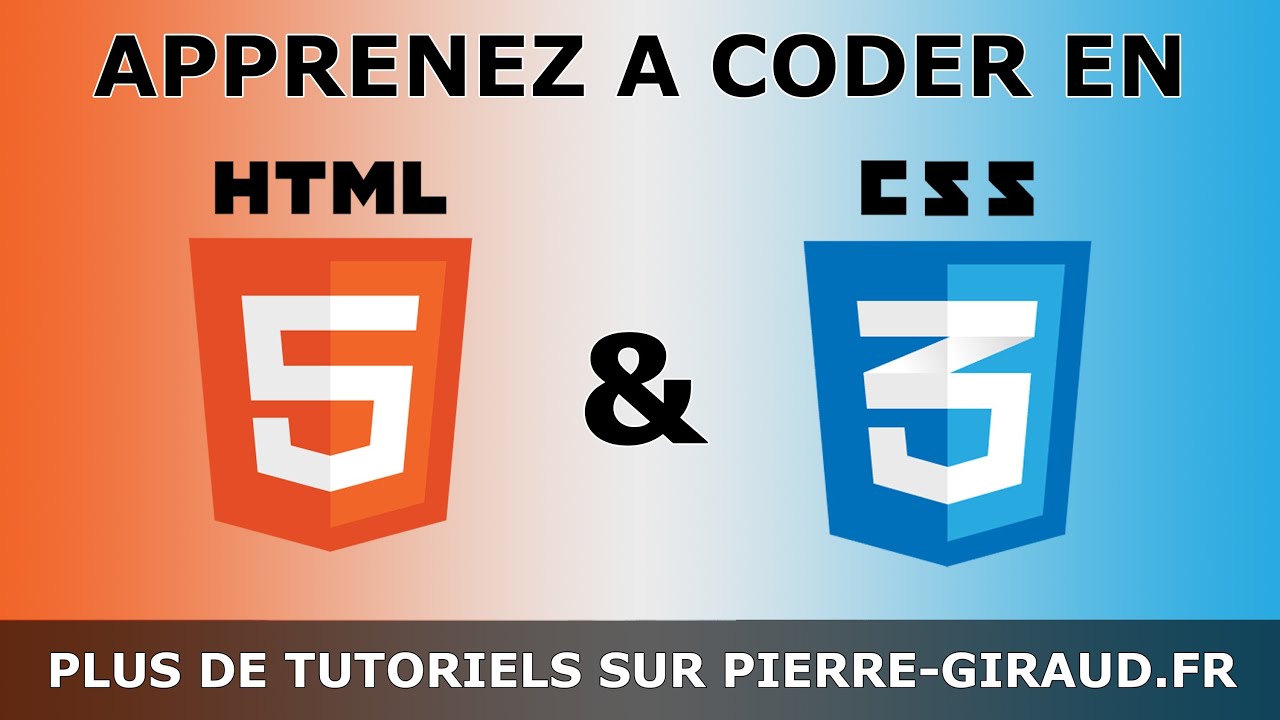 APPRENEZ A CODER EN
HTML CSS
5 & 3
PLUS DE TUTORIELS SUR PIERRE-GIRAUD.FR